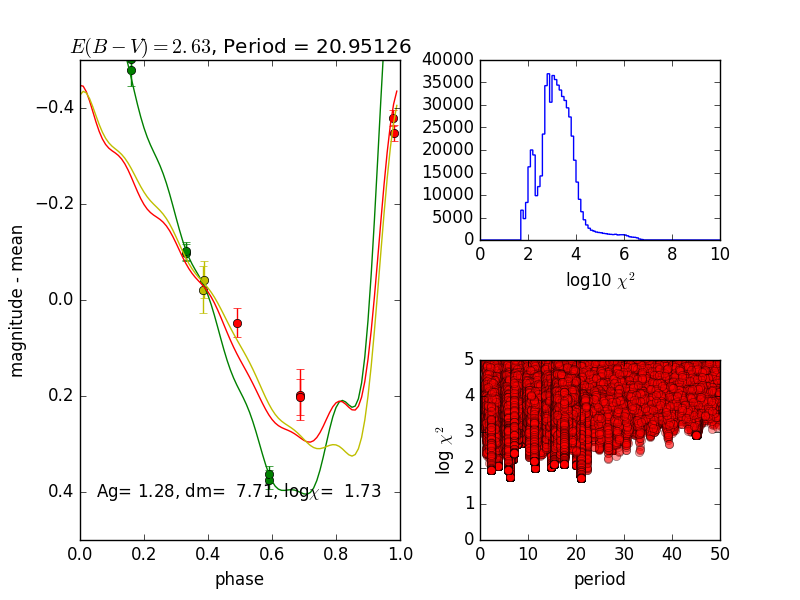 E(B − V) = 2.63, Period = 20.95126
−0.4
−0.2
0.0
0.2
0.4
magnitude - mean
Ag= 1.28, dm= 7.71, logχ= 1.73
0.0 0.2 0.4 0.6 0.8 1.0
phase
40000
35000
30000
25000
20000
15000
10000
5000
0
0 2 4 6 8 10
log10 χ²
5
4
3
2
1
0
log χ²
0 10 20 30 40 50
period